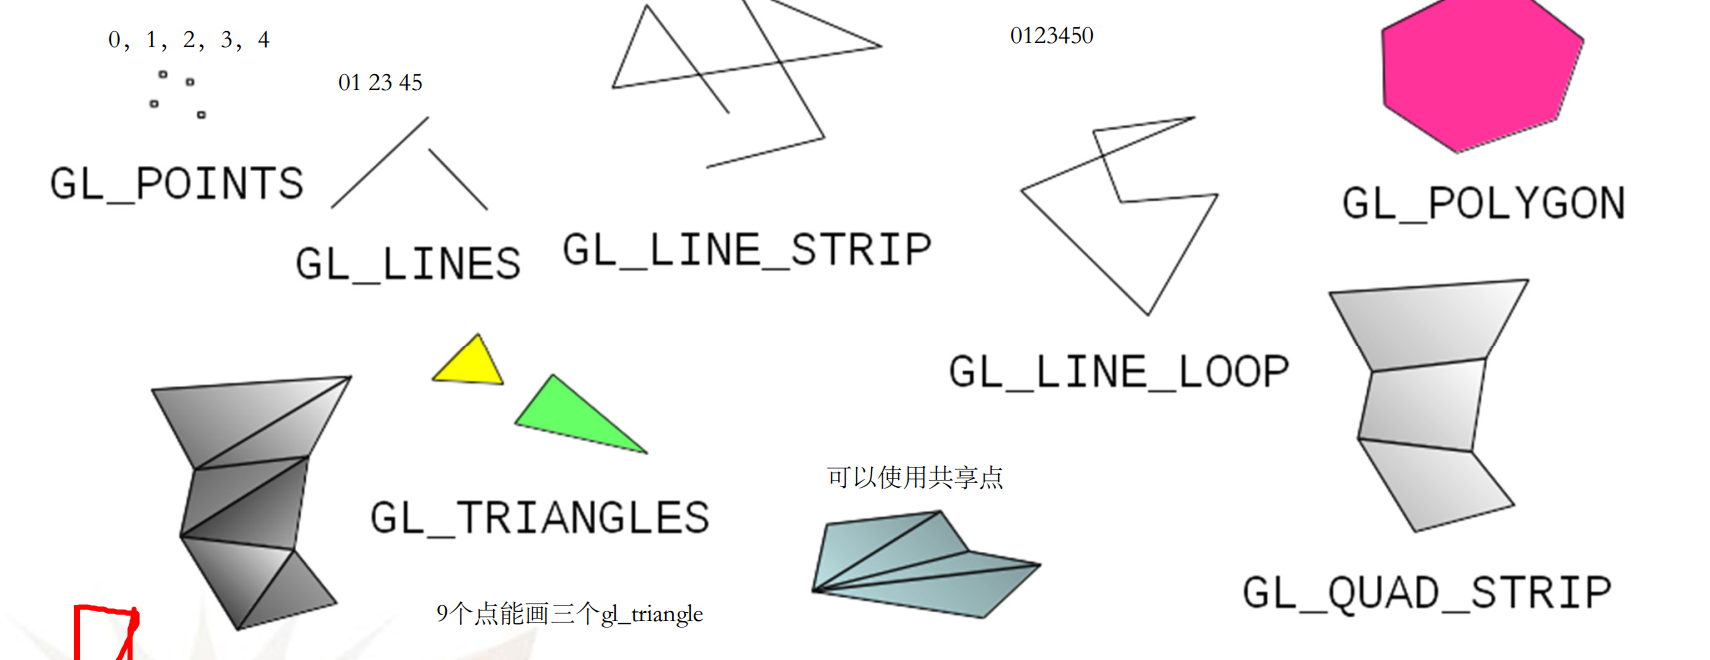 0，1，2，3，4
01 23 45
0123450
GL_POINTS
GL_LINES
GL_LINE_STRIP
GL_POLYGON
GL_LINE_LOOP
GL_TRIANGLES
可以使用共享点
9个点能画三个gl_triangle
GL_QUAD_STRIP